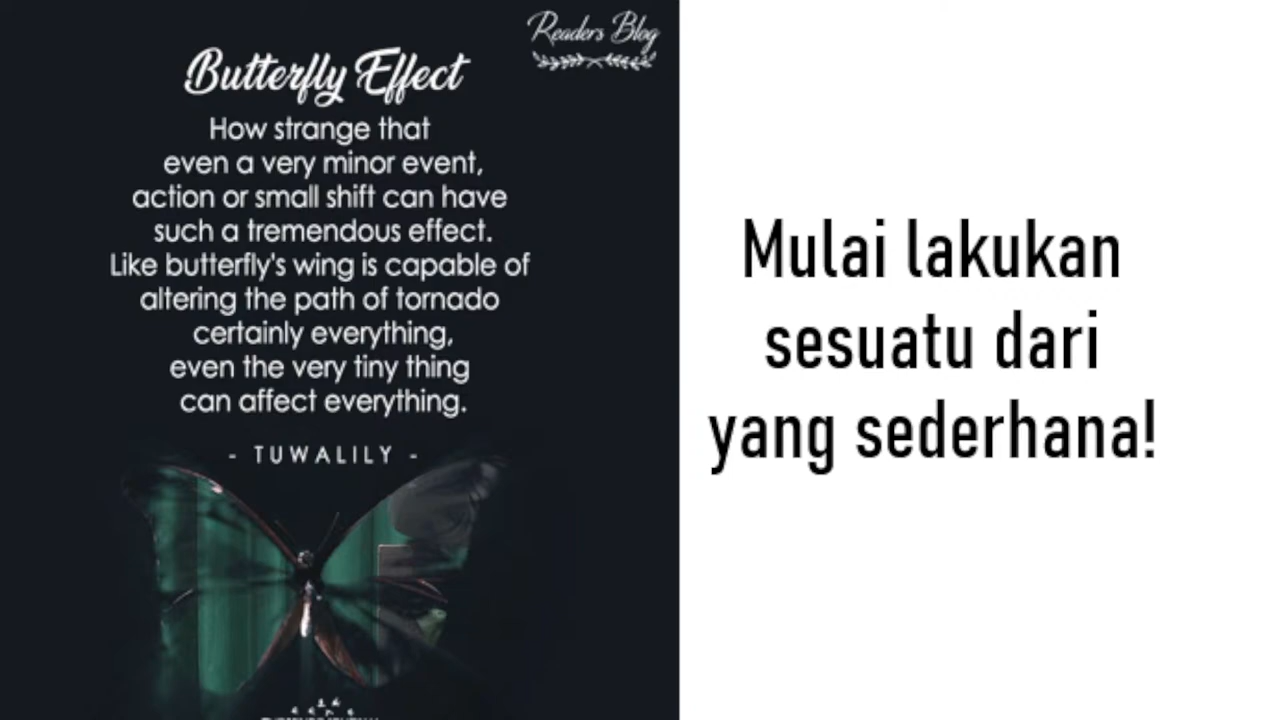 Readers Blog
Butterfly Effect
How strange that
even a very minor event,
action or small shift can have
such a tremendous effect.
Like butterfly's wing is capable of
altering the path of tornado
certainly everything,
even the very tiny thing
can affect everything.
- TUWALILY -
Mulai lakukan
sesuatu dari
yang sederhana!